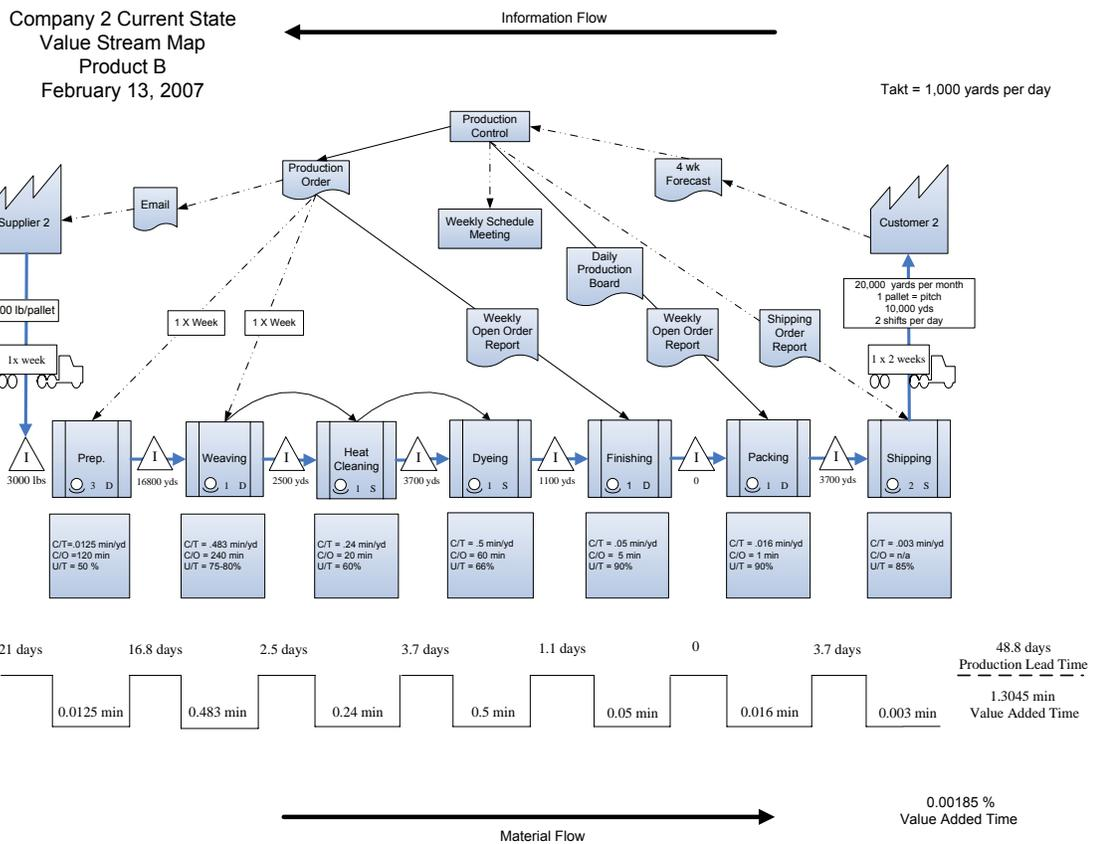 Company 2 Current State
Value Stream Map
Product B
February 13, 2007
Information Flow
Takt = 1,000 yards per day
Production
Control
Production
Order
4 wk
Forecast
Email
Supplier 2
Weekly Schedule
Meeting
Customer 2
Daily
Production
Board
20,000 yards per month
1 pallet = pitch
10,000 yds
2 shifts per day
00 lb/pallet
1 X Week
1 X Week
Weekly
Open Order
Report
Weekly
Open Order
Report
Shipping
Order
Report
1x week
1 x 2 weeks
I
3000 lbs
Prep.
3 D
I
16800 yds
Weaving
1 D
I
2500 yds
Heat
Cleaning
1 S
I
3700 yds
Dyeing
1 S
I
1100 yds
Finishing
1 D
I
0
Packing
1 D
I
3700 yds
Shipping
2 S
C/T=.0125 min/yd
C/O =120 min
U/T = 50 %
C/T = .483 min/yd
C/O = 240 min
U/T = 75-80%
C/T = .24 min/yd
C/O = 20 min
U/T = 60%
C/T = .5 min/yd
C/O = 60 min
U/T = 66%
C/T = .05 min/yd
C/O = 5 min
U/T = 90%
C/T = .016 min/yd
C/O = 1 min
U/T = 90%
C/T = .003 min/yd
C/O = n/a
U/T = 85%
21 days
16.8 days
2.5 days
3.7 days
1.1 days
0
3.7 days
48.8 days
Production Lead Time
0.0125 min
0.483 min
0.24 min
0.5 min
0.05 min
0.016 min
0.003 min
1.3045 min
Value Added Time
0.00185 %
Value Added Time
Material Flow